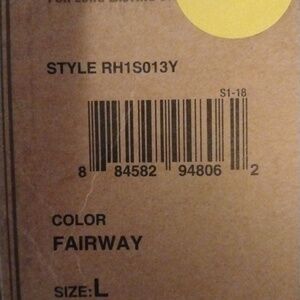 STYLE RH1S013Y
S1-18
8 84582 94806 2
COLOR
FAIRWAY
SIZE:L